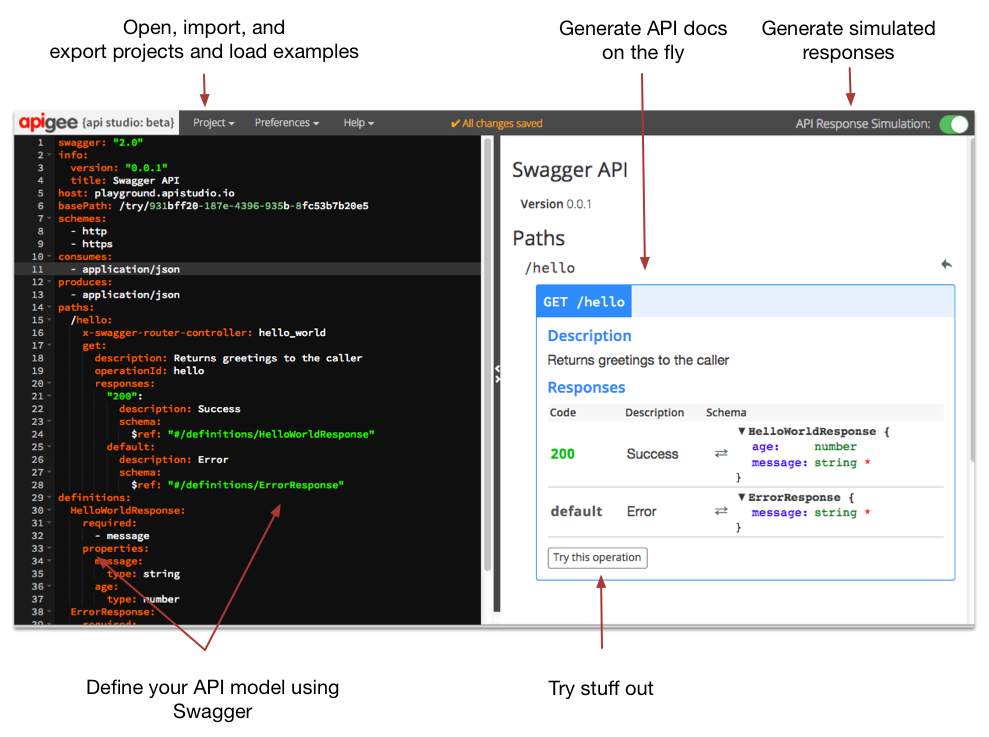 Open, import, and
export projects and load examples
Generate API docs
on the fly
Generate simulated
responses
apigee {api studio: beta}
Project
Preferences
Help
✔ All changes saved
API Response Simulation:
1 swagger: "2.0"
2 info:
3 version: "0.0.1"
4 title: Swagger API
5 host: playground.apistudio.io
6 basePath: /try/931bff20-187e-4396-935b-8fc53b7b20e5
7 schemes:
8 - http
9 - https
10 consumes:
11 - application/json
12 produces:
13 - application/json
14 paths:
15 /hello:
16 x-swagger-router-controller: hello_world
17 get:
18 description: Returns greetings to the caller
19 operationId: hello
20 responses:
21 "200":
22 description: Success
23 schema:
24 $ref: "#/definitions/HelloWorldResponse"
25 default:
26 description: Error
27 schema:
28 $ref: "#/definitions/ErrorResponse"
29 definitions:
30 HelloWorldResponse:
31 required:
32 - message
33 properties:
34 message:
35 type: string
36 age:
37 type: number
38 ErrorResponse:
39 required:
Swagger API
Version 0.0.1
Paths
/hello
GET /hello
Description
Returns greetings to the caller
Responses
Code Description Schema
200 Success ⇄ ▼HelloWorldResponse {
age: number
message: string *
}
default Error ⇄ ▼ErrorResponse {
message: string *
}
Try this operation
Define your API model using
Swagger
Try stuff out